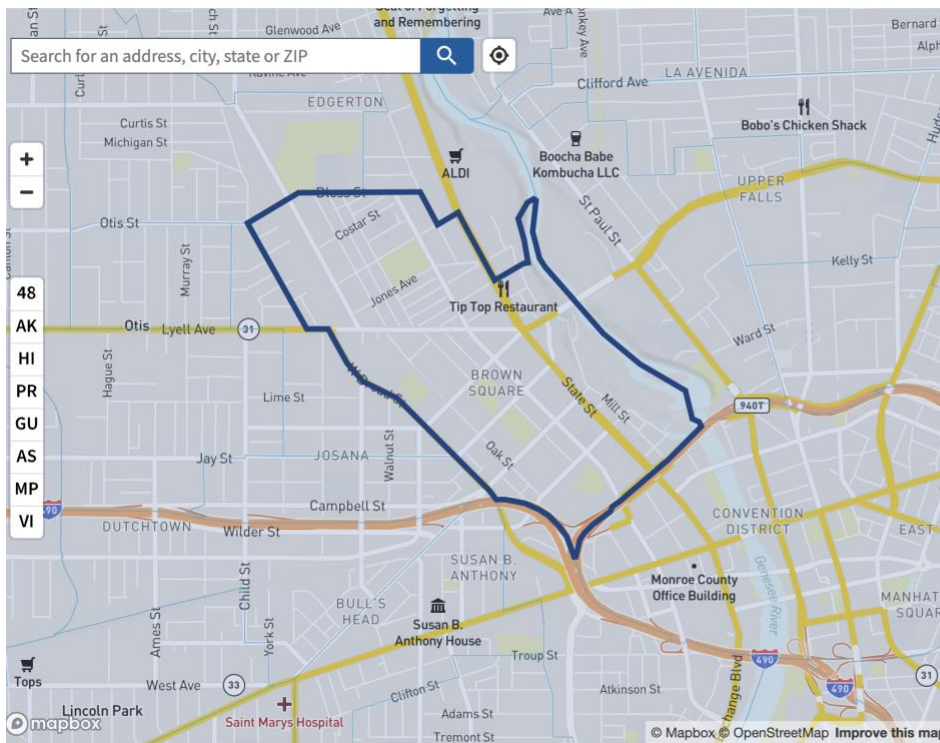 and Remembering
Glenwood Ave
Ave A
Bernard
Search for an address, city, state or ZIP
Clifford Ave
LA AVENIDA
EDGERTON
Curtis St
Michigan St
Bobo's Chicken Shack
+
−
ALDI
Boocha Babe
Kombucha LLC
UPPER
FALLS
Bloss St
Costar St
St Paul St
Otis St
Murray St
Kelly St
48
Jones Ave
Tip Top Restaurant
AK
Otis
Lyell Ave
31
Ward St
HI
Hague St
W Broad St
BROWN
SQUARE
State St
Mill St
PR
Lime St
940T
GU
Walnut St
Oak St
AS
Jay St
JOSANA
MP
Campbell St
490
VI
DUTCHTOWN
Wilder St
CONVENTION
DISTRICT
EAST
SUSAN B.
ANTHONY
Child St
Monroe County
Office Building
Genesee River
BULL'S
HEAD
Susan B.
Anthony House
Ames St
York St
Troup St
490
Tops
West Ave
33
Clifton St
Atkinson St
490
31
Lincoln Park
Saint Marys Hospital
Adams St
Tremont St
mapbox
© Mapbox © OpenStreetMap Improve this map